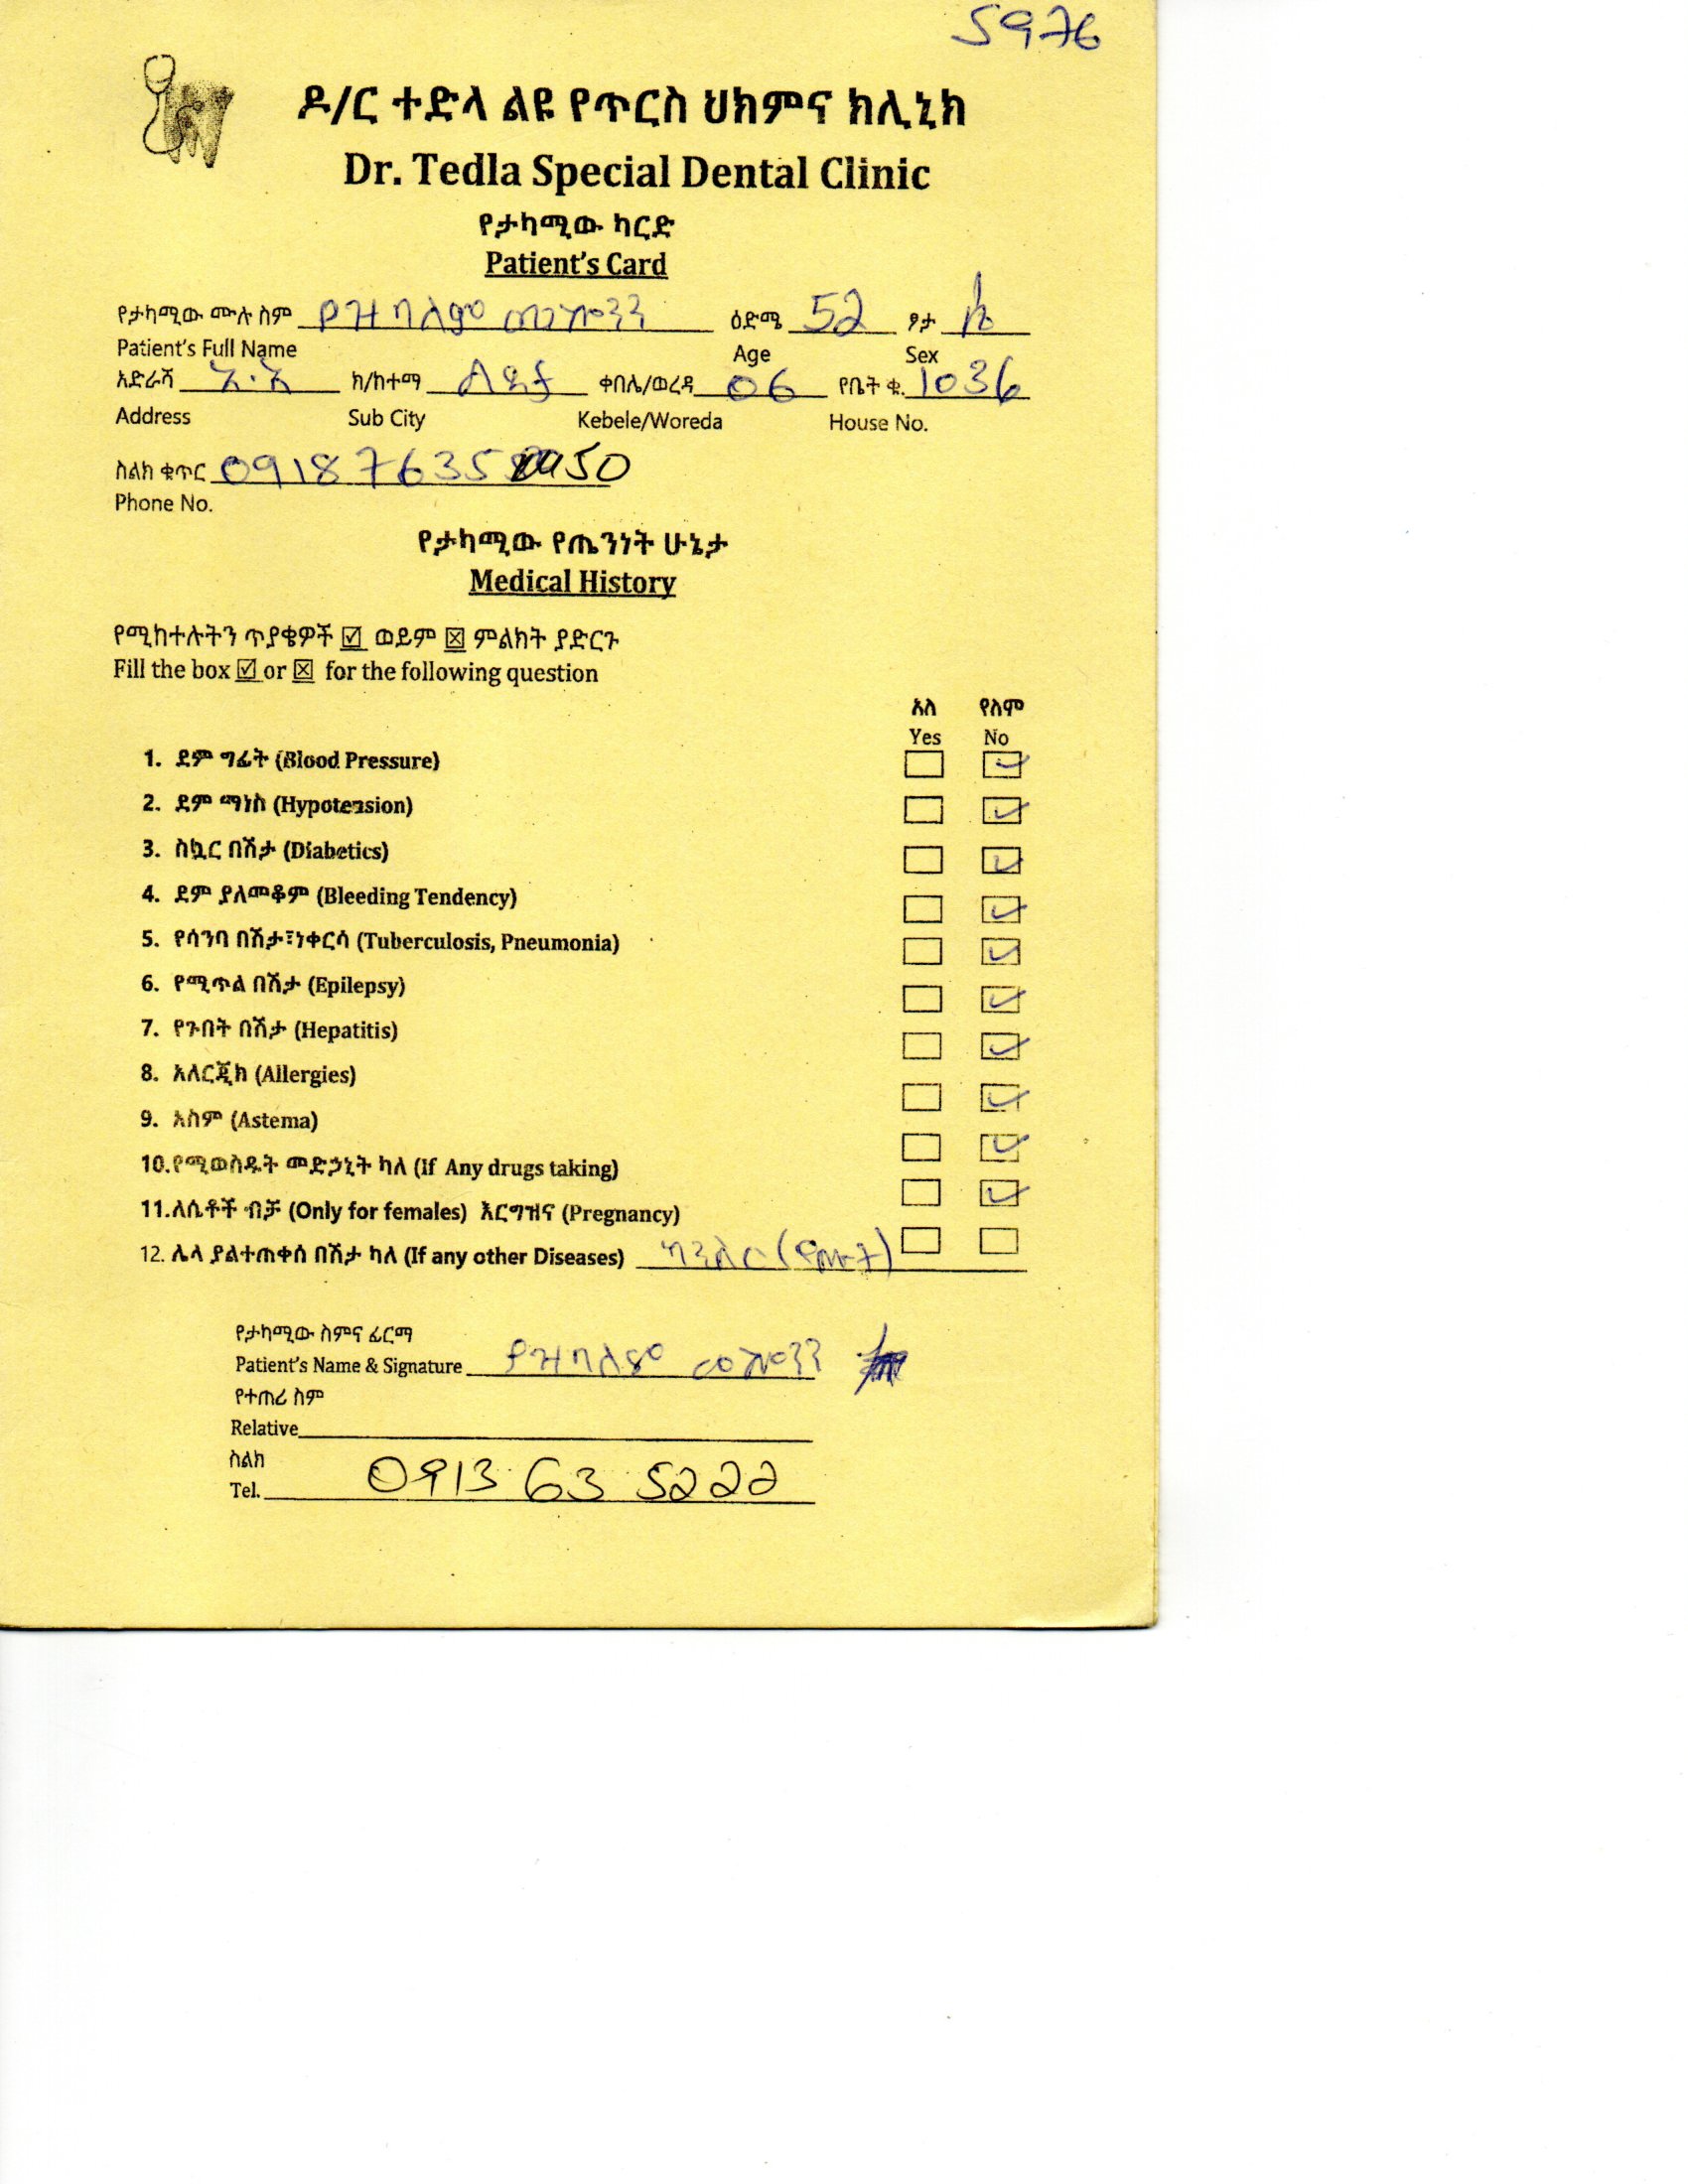 5976
ዶ/ር ተድላ ልዩ የጥርስ ህክምና ክሊኒክ
Dr. Tedla Special Dental Clinic
የታካሚው ካርድ
Patient's Card
የታካሚው ሙሉ ስም የዝባለም መኮንን ዕድሜ 52 ፆታ ሴ
Patient's Full Name Age Sex
አድራሻ አ.አ ክ/ከተማ ልደታ ቀበሌ/ወረዳ 06 የቤት ቁ. 1036
Address Sub City Kebele/Woreda House No.
ስልክ ቁጥር
Phone No.
የታካሚው የጤንነት ሁኔታ
Medical History
የሚከተሉትን ጥያቄዎች ☑ ወይም ☒ ምልክት ያድርጉ
Fill the box ☑ or ☒ for the following question
አለ የለም
Yes No
1. ደም ግፊት (Blood Pressure)
2. ደም ማነስ (Hypotension)
3. ስኳር በሽታ (Diabetics)
4. ደም ያለመቆም (Bleeding Tendency)
5. የሳንባ በሽታ፣ነቀርሳ (Tuberculosis, Pneumonia)
6. የሚጥል በሽታ (Epilepsy)
7. የጉበት በሽታ (Hepatitis)
8. አለርጂክ (Allergies)
9. አስም (Astema)
10.የሚወስዱት መድኃኒት ካለ (If Any drugs taking)
11.ለሴቶች ብቻ (Only for females) እርግዝና (Pregnancy)
12. ሌላ ያልተጠቀሰ በሽታ ካለ (If any other Diseases) ካንሰር
የታካሚው ስምና ፊርማ
Patient's Name & Signature የዝባለም መኮንን
የተጠሪ ስም
Relative
ስልክ
Tel. 0913 63 5222